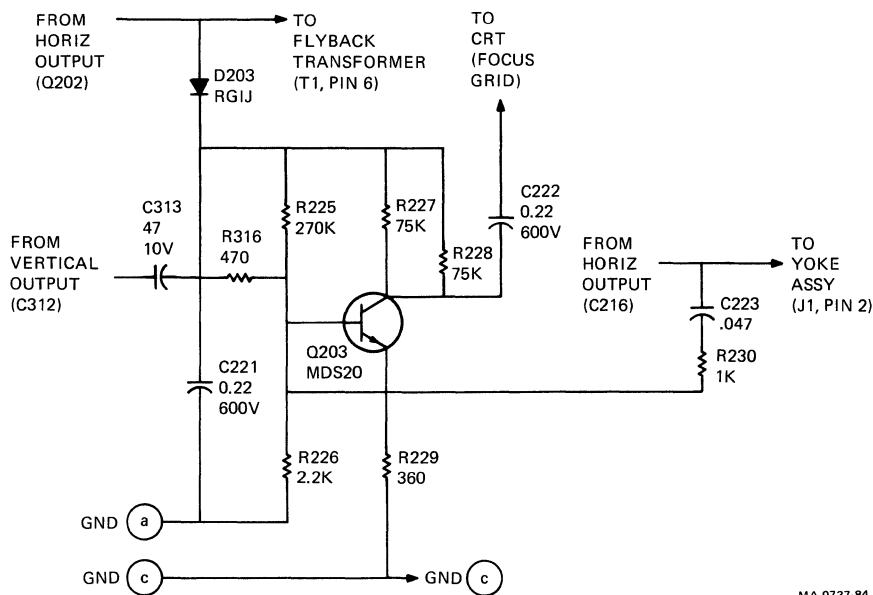 FROM
HORIZ
OUTPUT
(Q202)
TO
FLYBACK
TRANSFORMER
(T1, PIN 6)
TO
CRT
(FOCUS
GRID)
D203
RGIJ
C313
47
10V
R316
470
R225
270K
R227
75K
R228
75K
C222
0.22
600V
FROM
VERTICAL
OUTPUT
(C312)
FROM
HORIZ
OUTPUT
(C216)
TO
YOKE
ASSY
(J1, PIN 2)
C223
.047
R230
1K
Q203
MDS20
C221
0.22
600V
R226
2.2K
R229
360
GND a
GND c
GND c
MA-0727-84